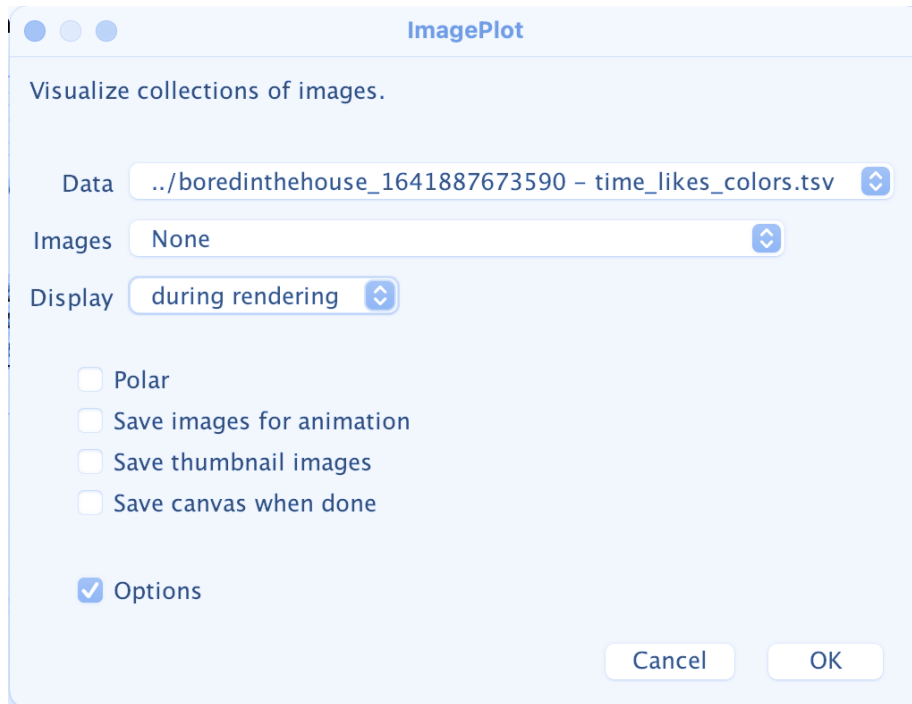 ImagePlot
Visualize collections of images.
Data ../boredinthehouse_1641887673590 – time_likes_colors.tsv
Images None
Display during rendering
Polar
Save images for animation
Save thumbnail images
Save canvas when done
Options
Cancel OK